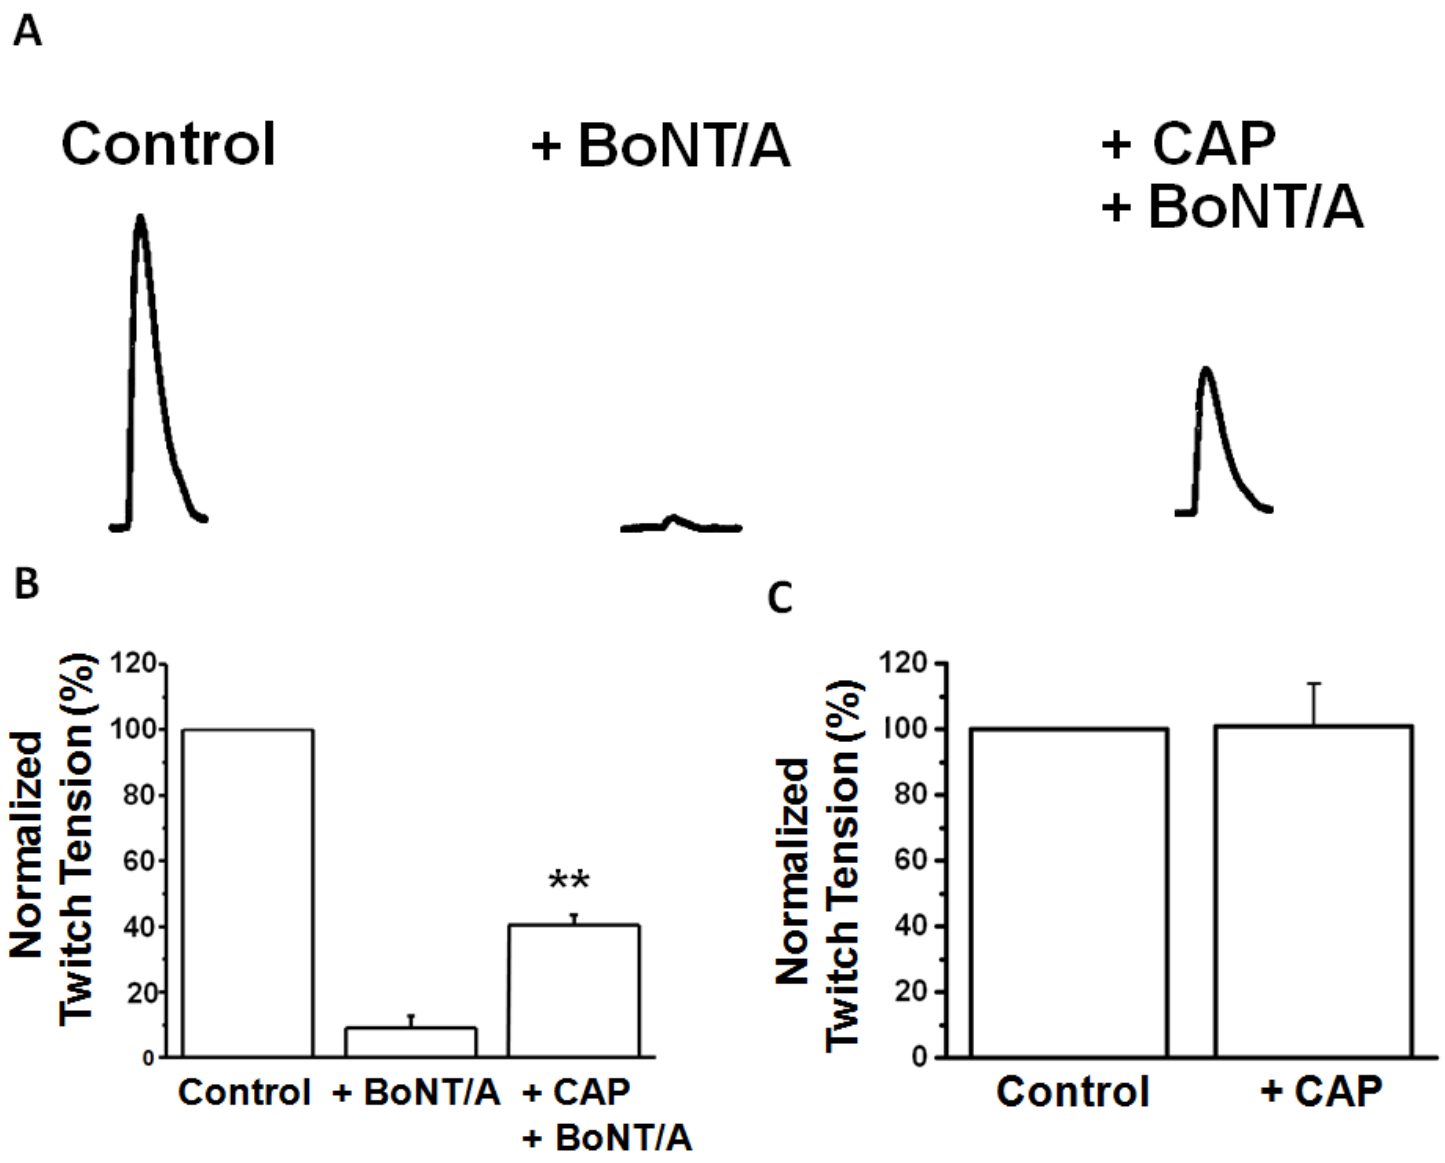 A
Control
+ BoNT/A
+ CAP
+ BoNT/A
B
Normalized
Twitch Tension (%)
120
100
80
60
40
20
0
**
Control
+ BoNT/A
+ CAP
+ BoNT/A
C
Normalized
Twitch Tension (%)
120
100
80
60
40
20
0
Control
+ CAP